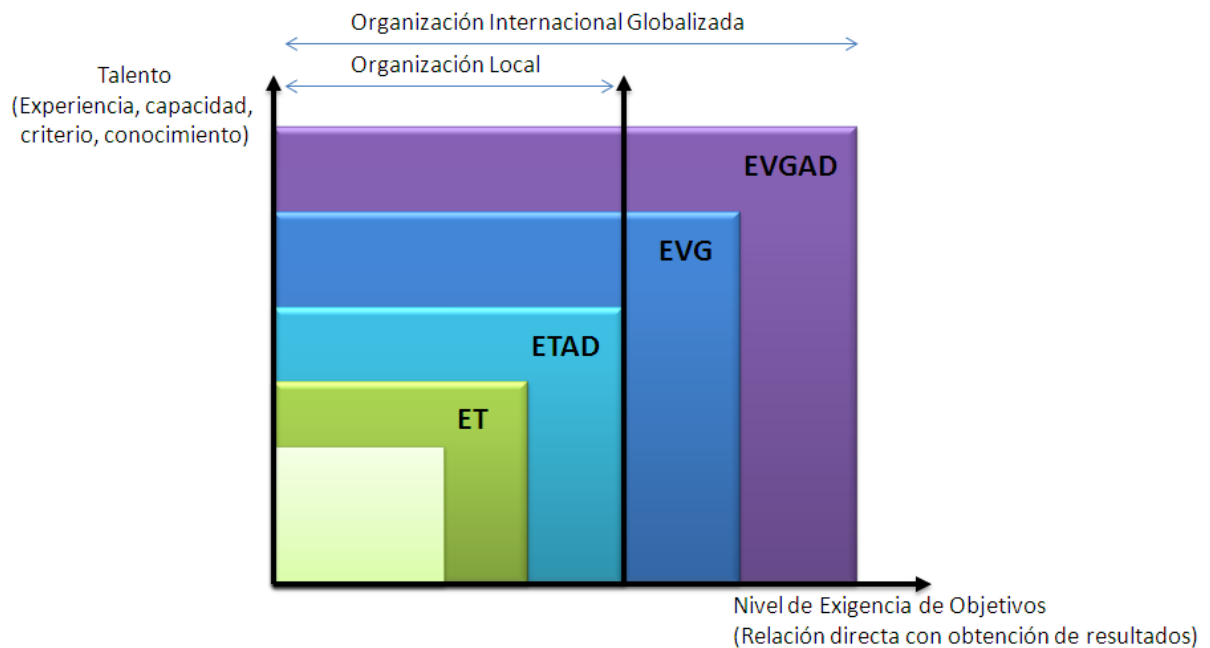 Organización Internacional Globalizada
Organización Local
Talento
(Experiencia, capacidad,
criterio, conocimiento)
EVGAD
EVG
ETAD
ET
Nivel de Exigencia de Objetivos
(Relación directa con obtención de resultados)